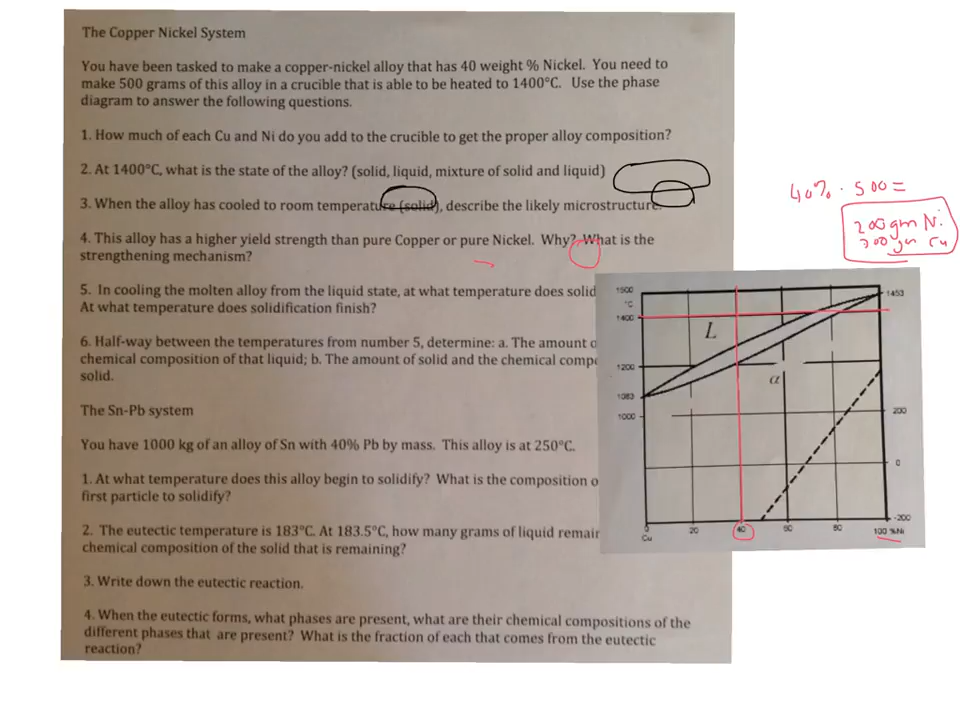 The Copper Nickel System
You have been tasked to make a copper-nickel alloy that has 40 weight % Nickel. You need to
make 500 grams of this alloy in a crucible that is able to be heated to 1400°C. Use the phase
diagram to answer the following questions.
1. How much of each Cu and Ni do you add to the crucible to get the proper alloy composition?
2. At 1400°C, what is the state of the alloy? (solid, liquid, mixture of solid and liquid)
3. When the alloy has cooled to room temperature (solid), describe the likely microstructure.
4. This alloy has a higher yield strength than pure Copper or pure Nickel. Why? What is the
strengthening mechanism?
5. In cooling the molten alloy from the liquid state, at what temperature does solid
At what temperature does solidification finish?
6. Half-way between the temperatures from number 5, determine: a. The amount o
chemical composition of that liquid; b. The amount of solid and the chemical compo
solid.
The Sn-Pb system
You have 1000 kg of an alloy of Sn with 40% Pb by mass. This alloy is at 250°C.
1. At what temperature does this alloy begin to solidify? What is the composition o
first particle to solidify?
2. The eutectic temperature is 183°C. At 183.5°C, how many grams of liquid remain
chemical composition of the solid that is remaining?
3. Write down the eutectic reaction.
4. When the eutectic forms, what phases are present, what are their chemical compositions of the
different phases that are present? What is the fraction of each that comes from the eutectic
reaction?
40% · 500 =
200 gm Ni
300 gm Cu
1500
°C
1453
1400
L
1200
α
1083
1000
200
0
-200
0 20 40 60 80 100 %Ni
Cu